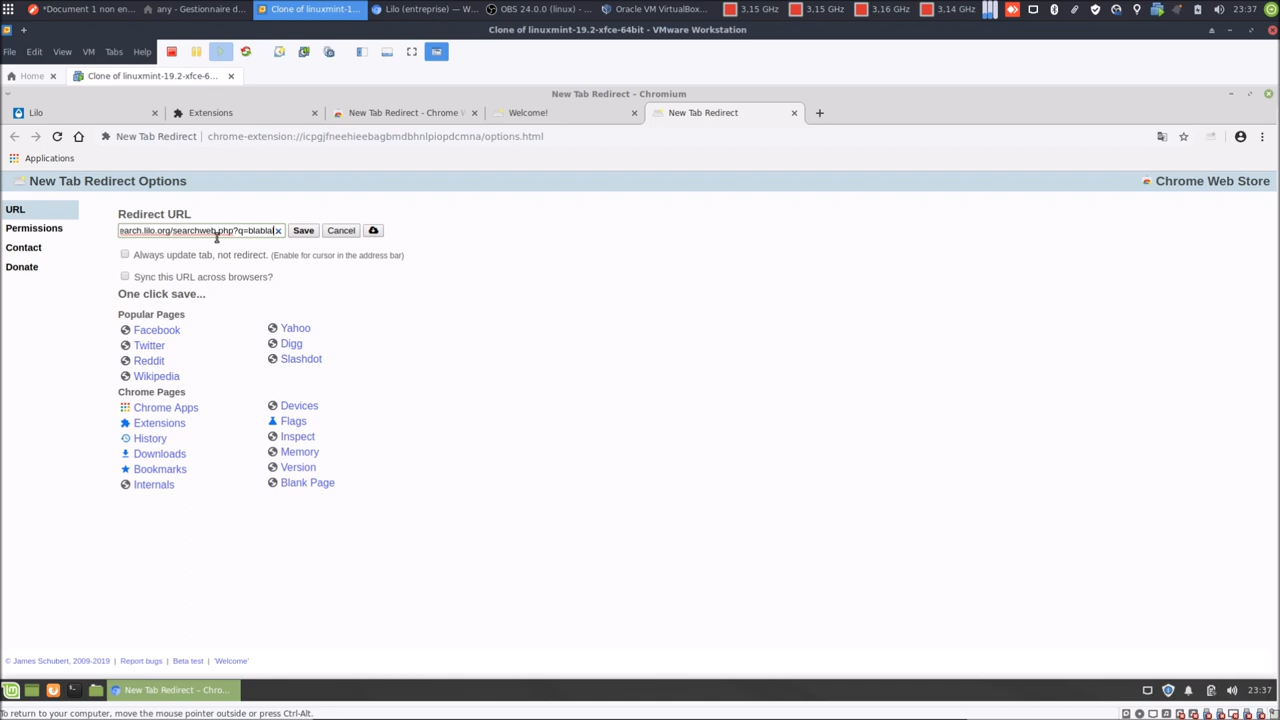 *Document 1 non en... any - Gestionnaire d... Clone of linuxmint-1... Lilo (entreprise) — W... OBS 24.0.0 (linux) - ... Oracle VM VirtualBox... 3,15 GHz 3,15 GHz 3,16 GHz 3,14 GHz 23:37
Clone of linuxmint-19.2-xfce-64bit - VMware Workstation
File Edit View VM Tabs Help
Home Clone of linuxmint-19.2-xfce-6...
New Tab Redirect - Chromium
Lilo Extensions New Tab Redirect - Chrome Welcome! New Tab Redirect
New Tab Redirect chrome-extension://icpgjfneehieebagbmdbhnlpiopdcmna/options.html
Applications
New Tab Redirect Options Chrome Web Store
URL
Permissions
Contact
Donate
Redirect URL
earch.lilo.org/searchweb.php?q=blabla Save Cancel
Always update tab, not redirect. (Enable for cursor in the address bar)
Sync this URL across browsers?
One click save...
Popular Pages
Facebook
Twitter
Reddit
Wikipedia
Yahoo
Digg
Slashdot
Chrome Pages
Chrome Apps
Extensions
History
Downloads
Bookmarks
Internals
Devices
Flags
Inspect
Memory
Version
Blank Page
© James Schubert, 2009-2019 | Report bugs | Beta test | 'Welcome'
New Tab Redirect – Chro... 23:37
To return to your computer, move the mouse pointer outside or press Ctrl-Alt.